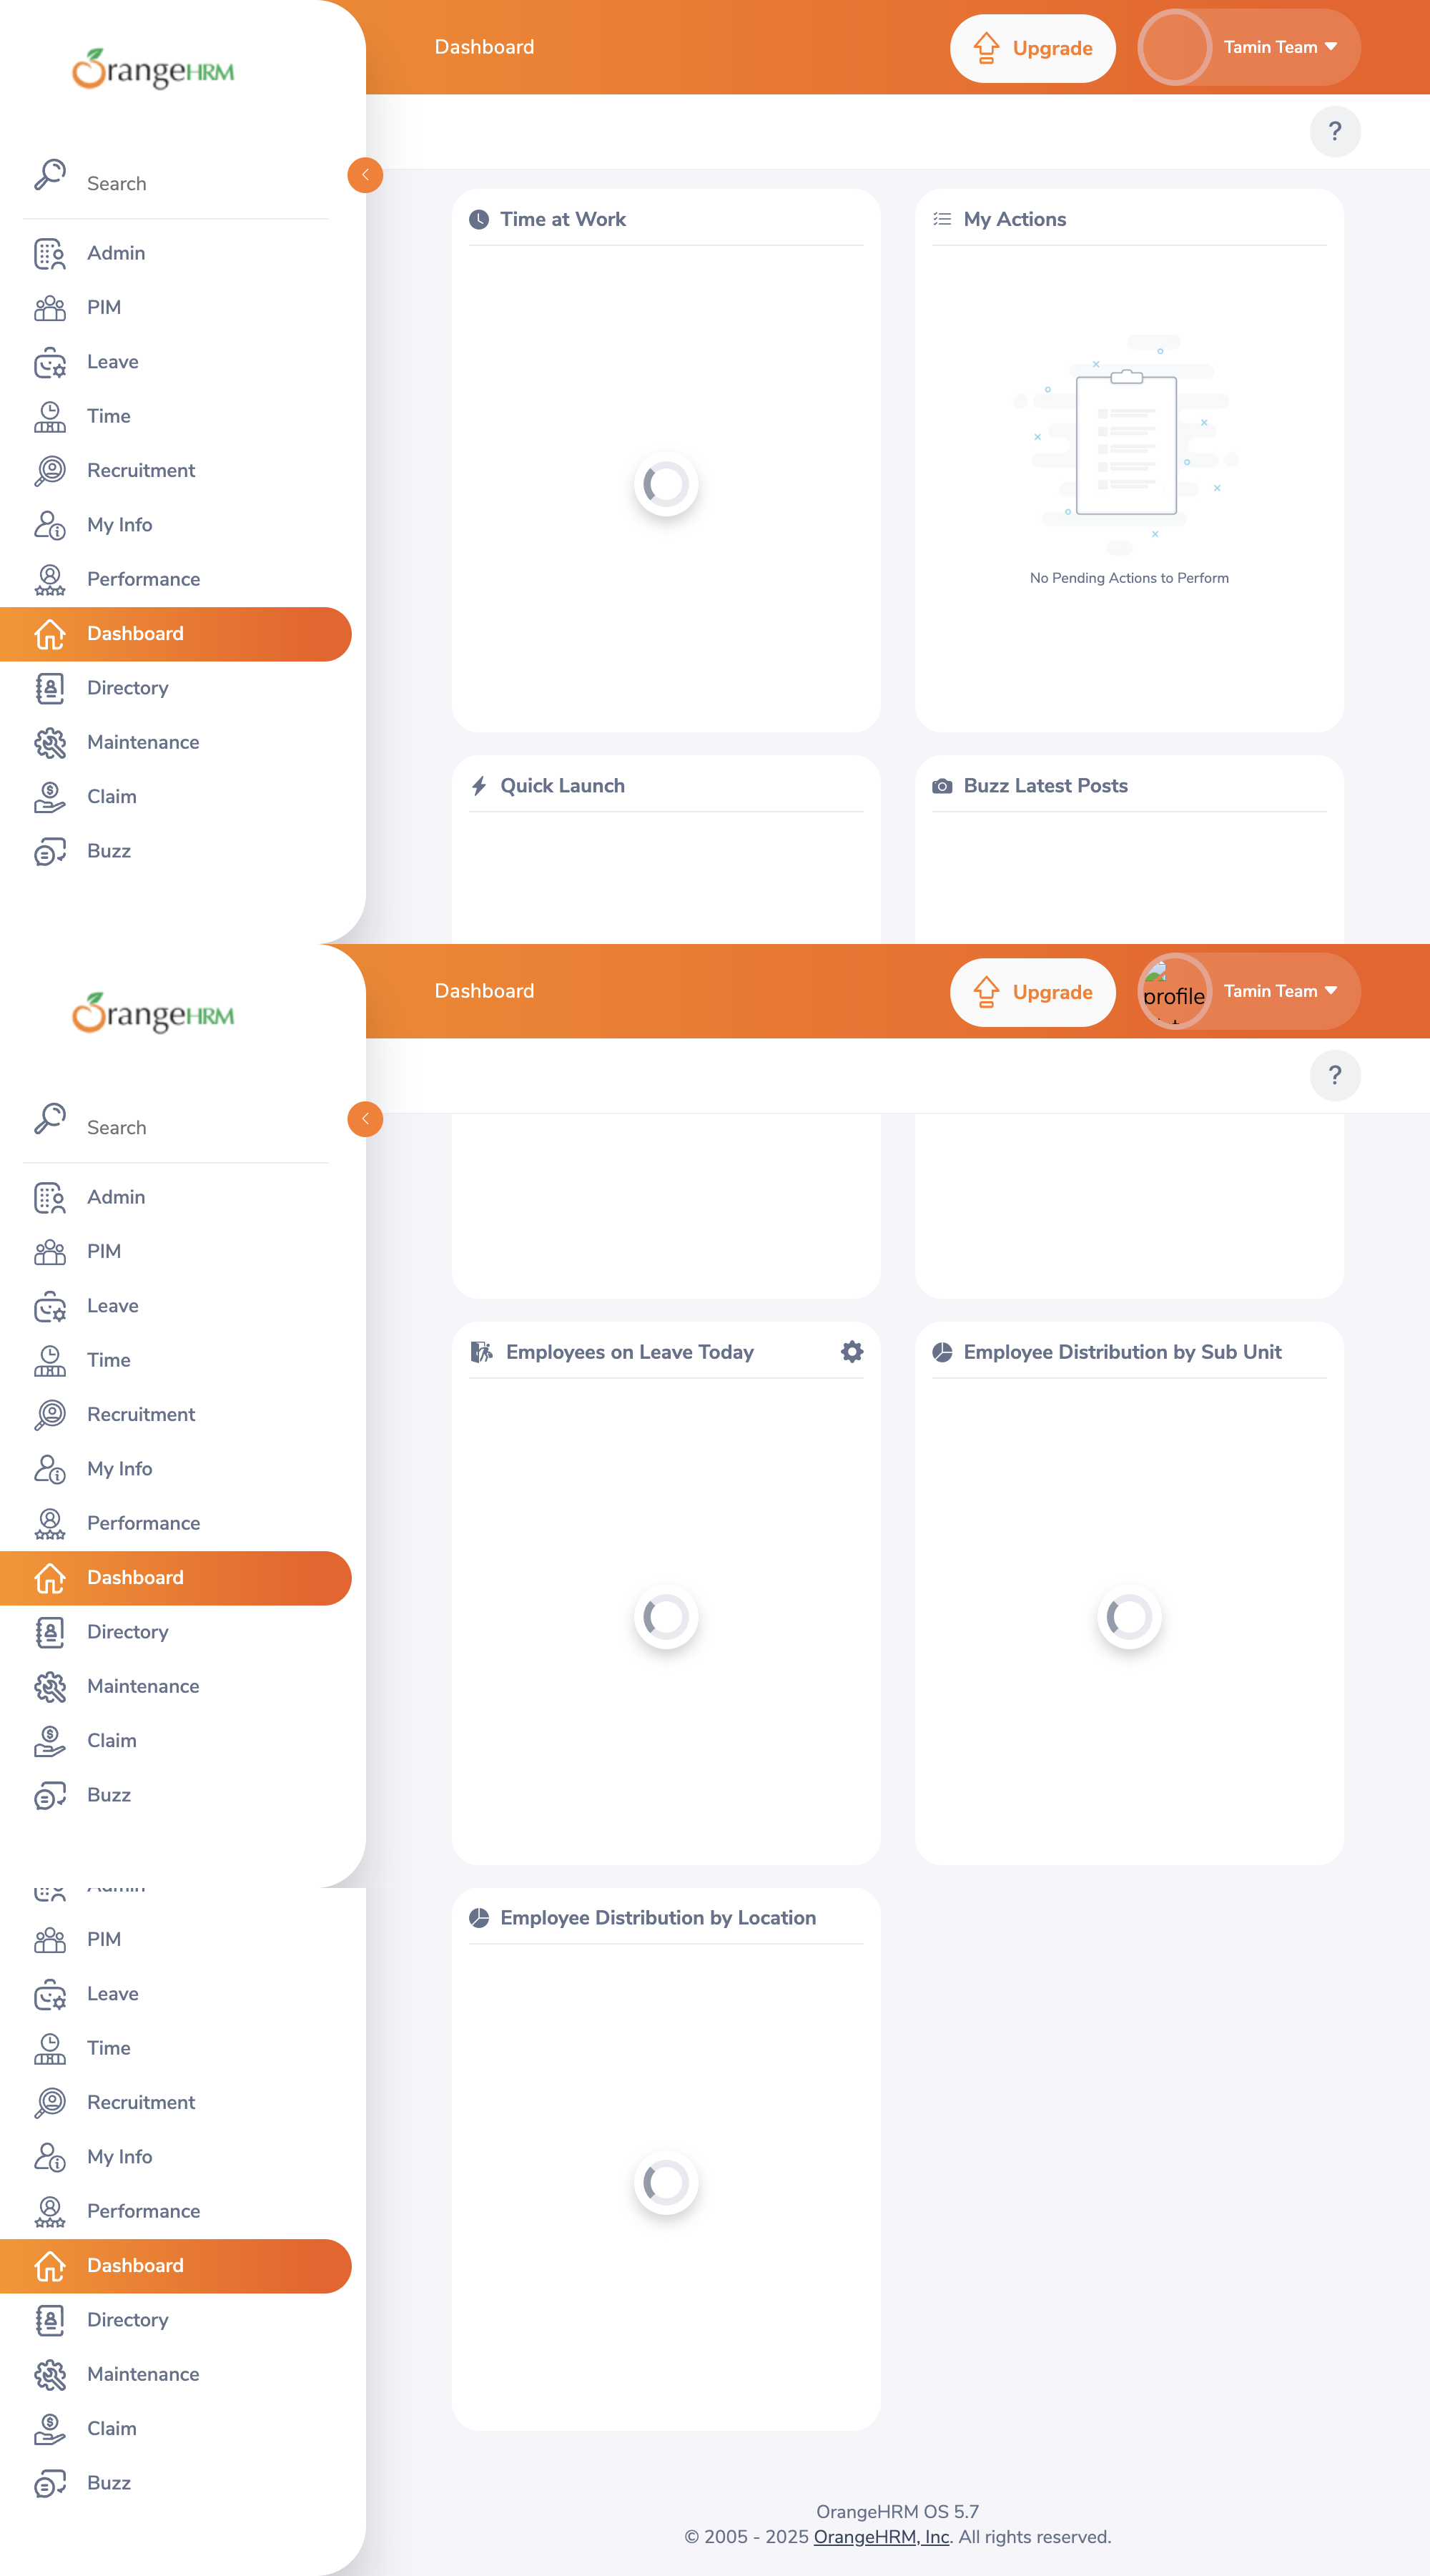 OrangeHRM
Dashboard
Upgrade
Tamin Team
?
Search
Admin
PIM
Leave
Time
Recruitment
My Info
Performance
Dashboard
Directory
Maintenance
Claim
Buzz
Time at Work
My Actions
No Pending Actions to Perform
Quick Launch
Buzz Latest Posts
OrangeHRM
Dashboard
Upgrade
profile
Tamin Team
?
Search
Admin
PIM
Leave
Time
Recruitment
My Info
Performance
Dashboard
Directory
Maintenance
Claim
Buzz
Employees on Leave Today
Employee Distribution by Sub Unit
Admin
PIM
Leave
Time
Recruitment
My Info
Performance
Dashboard
Directory
Maintenance
Claim
Buzz
Employee Distribution by Location
OrangeHRM OS 5.7
© 2005 - 2025 OrangeHRM, Inc. All rights reserved.